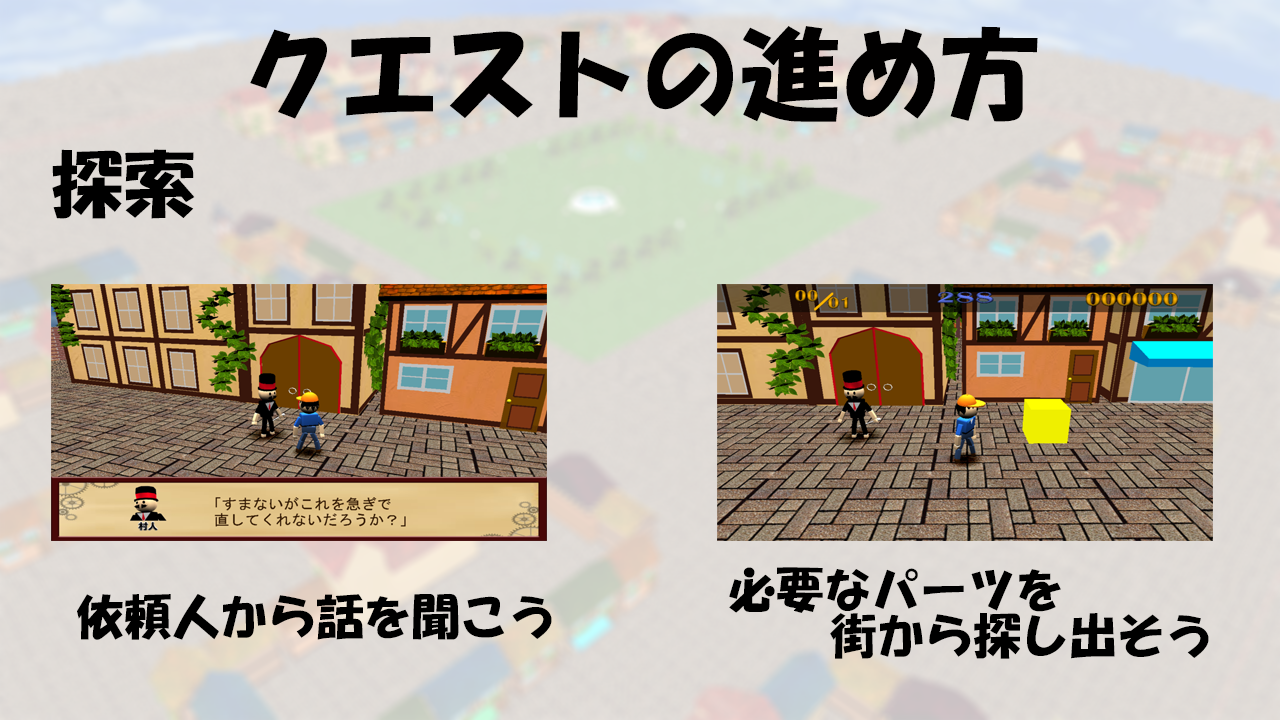 クエストの進め方
探索
00/01
288
000000
村人
「すまないがこれを急ぎで
直してくれないだろうか？」
依頼人から話を聞こう
必要なパーツを
街から探し出そう